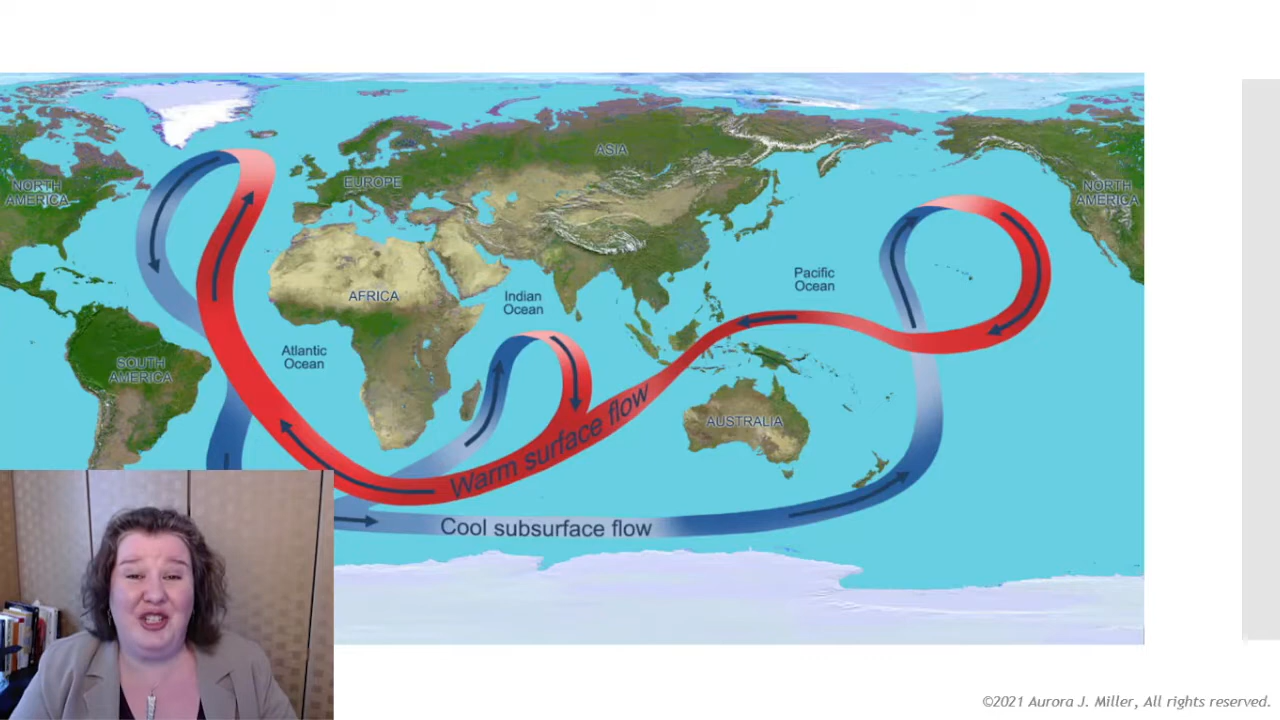 ASIA
EUROPE
NORTH
AMERICA
NORTH
AMERICA
Pacific
Ocean
AFRICA
Indian
Ocean
Atlantic
Ocean
SOUTH
AMERICA
AUSTRALIA
Warm surface flow
Cool subsurface flow
©2021 Aurora J. Miller, All rights reserved.